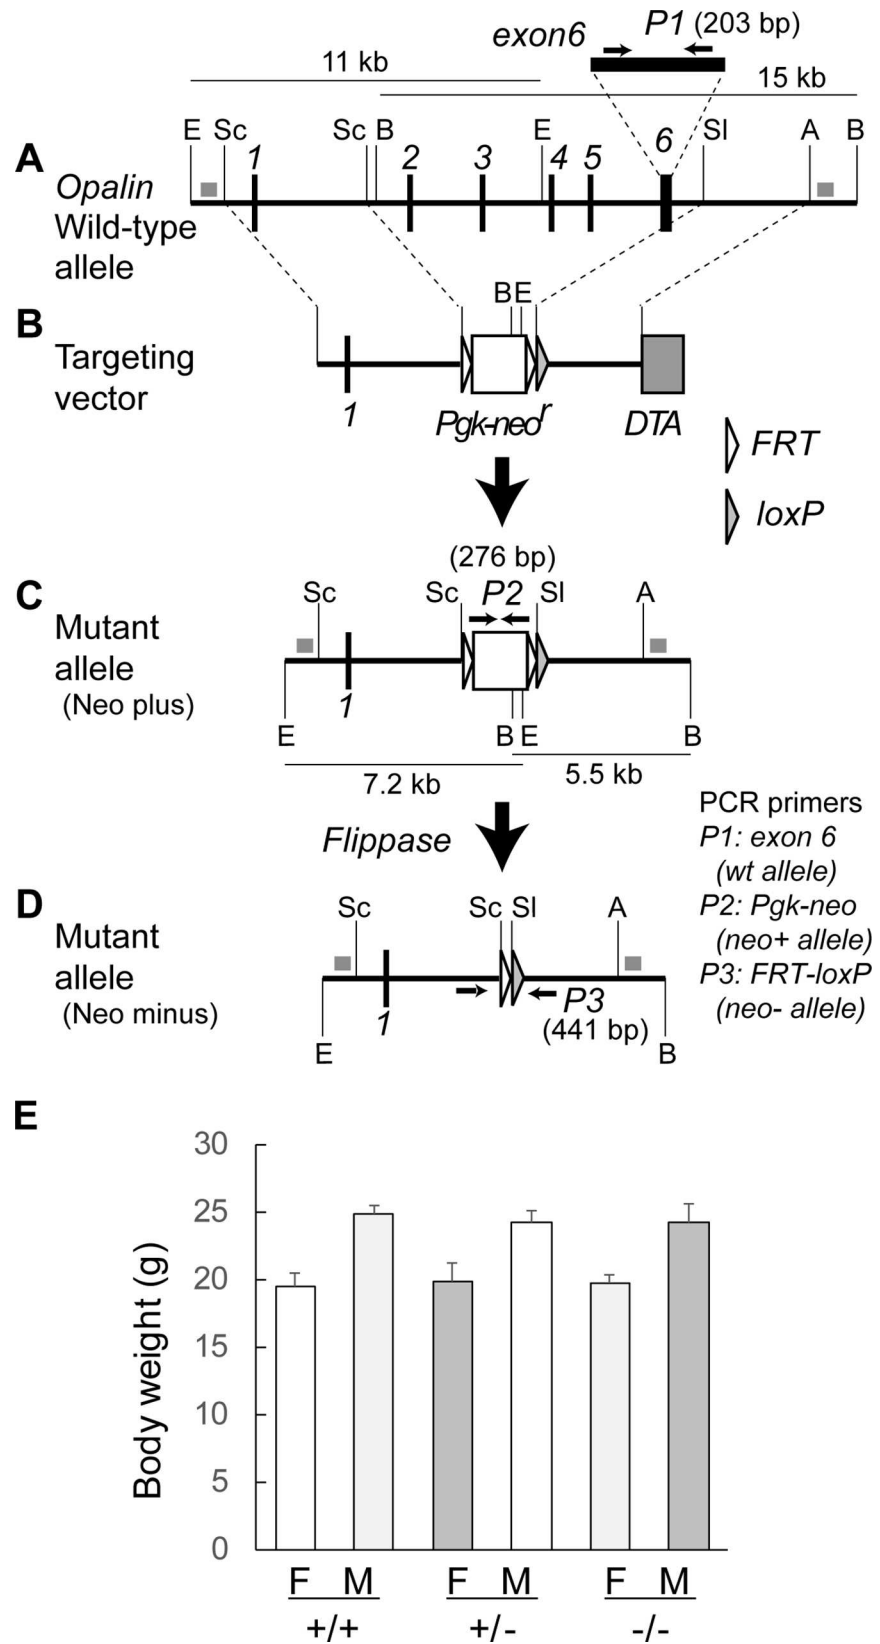 exon6 P1 (203 bp)
11 kb
15 kb
E Sc Sc B E Sl A B
A
1 2 3 4 5 6
Opalin
Wild-type
allele
B E
B
Targeting
vector
1 Pgk-neoʳ DTA
FRT
loxP
(276 bp)
C
Sc Sc P2 Sl A
Mutant
allele
(Neo plus)
1
E B E B
7.2 kb 5.5 kb
Flippase
PCR primers
P1: exon 6
(wt allele)
P2: Pgk-neo
(neo+ allele)
P3: FRT-loxP
(neo- allele)
D
Sc Sc Sl A
Mutant
allele
(Neo minus)
1 P3
(441 bp)
E B
E
30
25
20
15
10
5
0
Body weight (g)
F M F M F M
+/+ +/- -/-